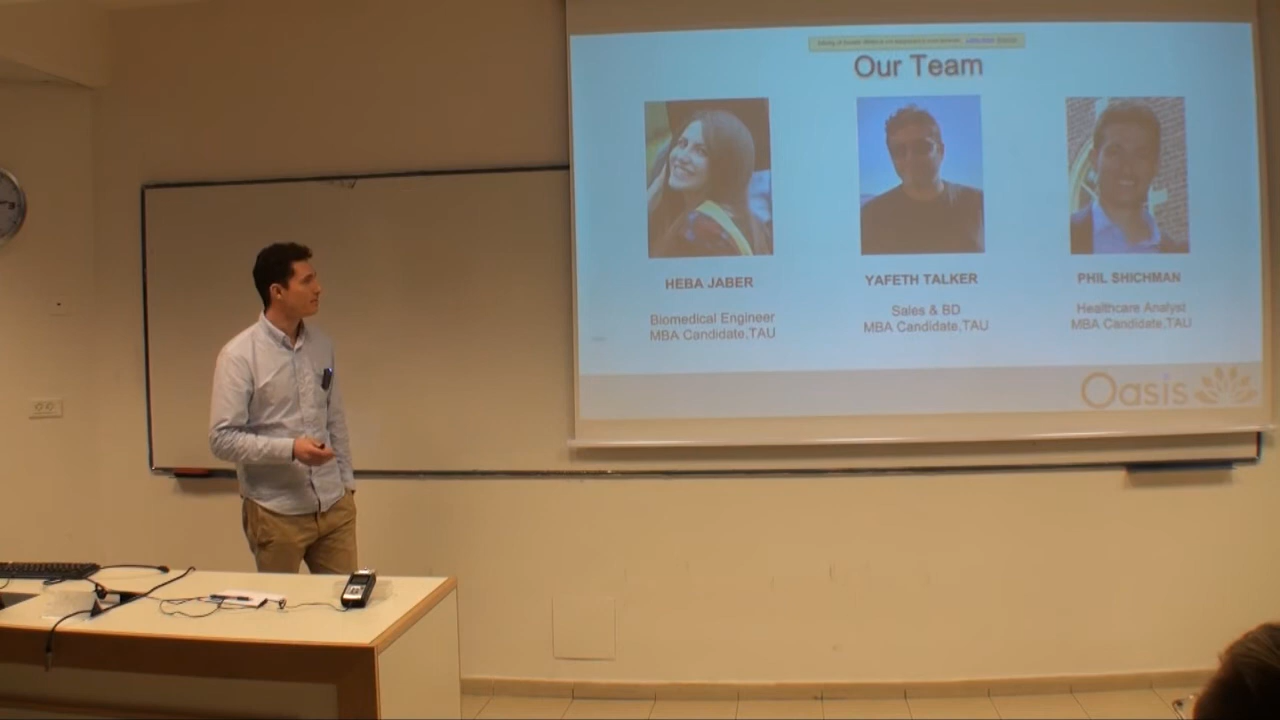 Our Team
HEBA JABER
Biomedical Engineer
MBA Candidate,TAU
YAFETH TALKER
Sales & BD
MBA Candidate,TAU
PHIL SHICHMAN
Healthcare Analyst
MBA Candidate,TAU
Oasis